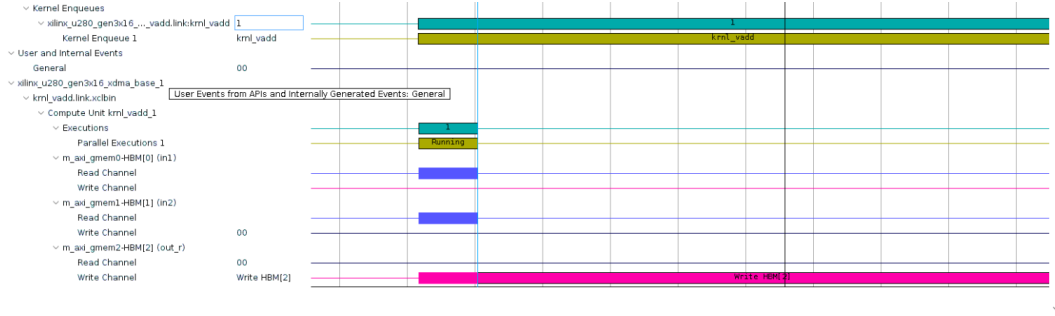 Kernel Enqueues
xilinx_u280_gen3x16_..._vadd.link:krnl_vadd 1 1
Kernel Enqueue 1 krnl_vadd krnl_vadd
User and Internal Events
General 00
xilinx_u280_gen3x16_xdma_base_1
User Events from APIs and Internally Generated Events: General
krnl_vadd.link.xclbin
Compute Unit krnl_vadd_1
Executions 1
Parallel Executions 1 Running
m_axi_gmem0-HBM[0] (in1)
Read Channel
Write Channel
m_axi_gmem1-HBM[1] (in2)
Read Channel
Write Channel 00
m_axi_gmem2-HBM[2] (out_r)
Read Channel 00
Write Channel Write HBM[2] Write HBM[2]